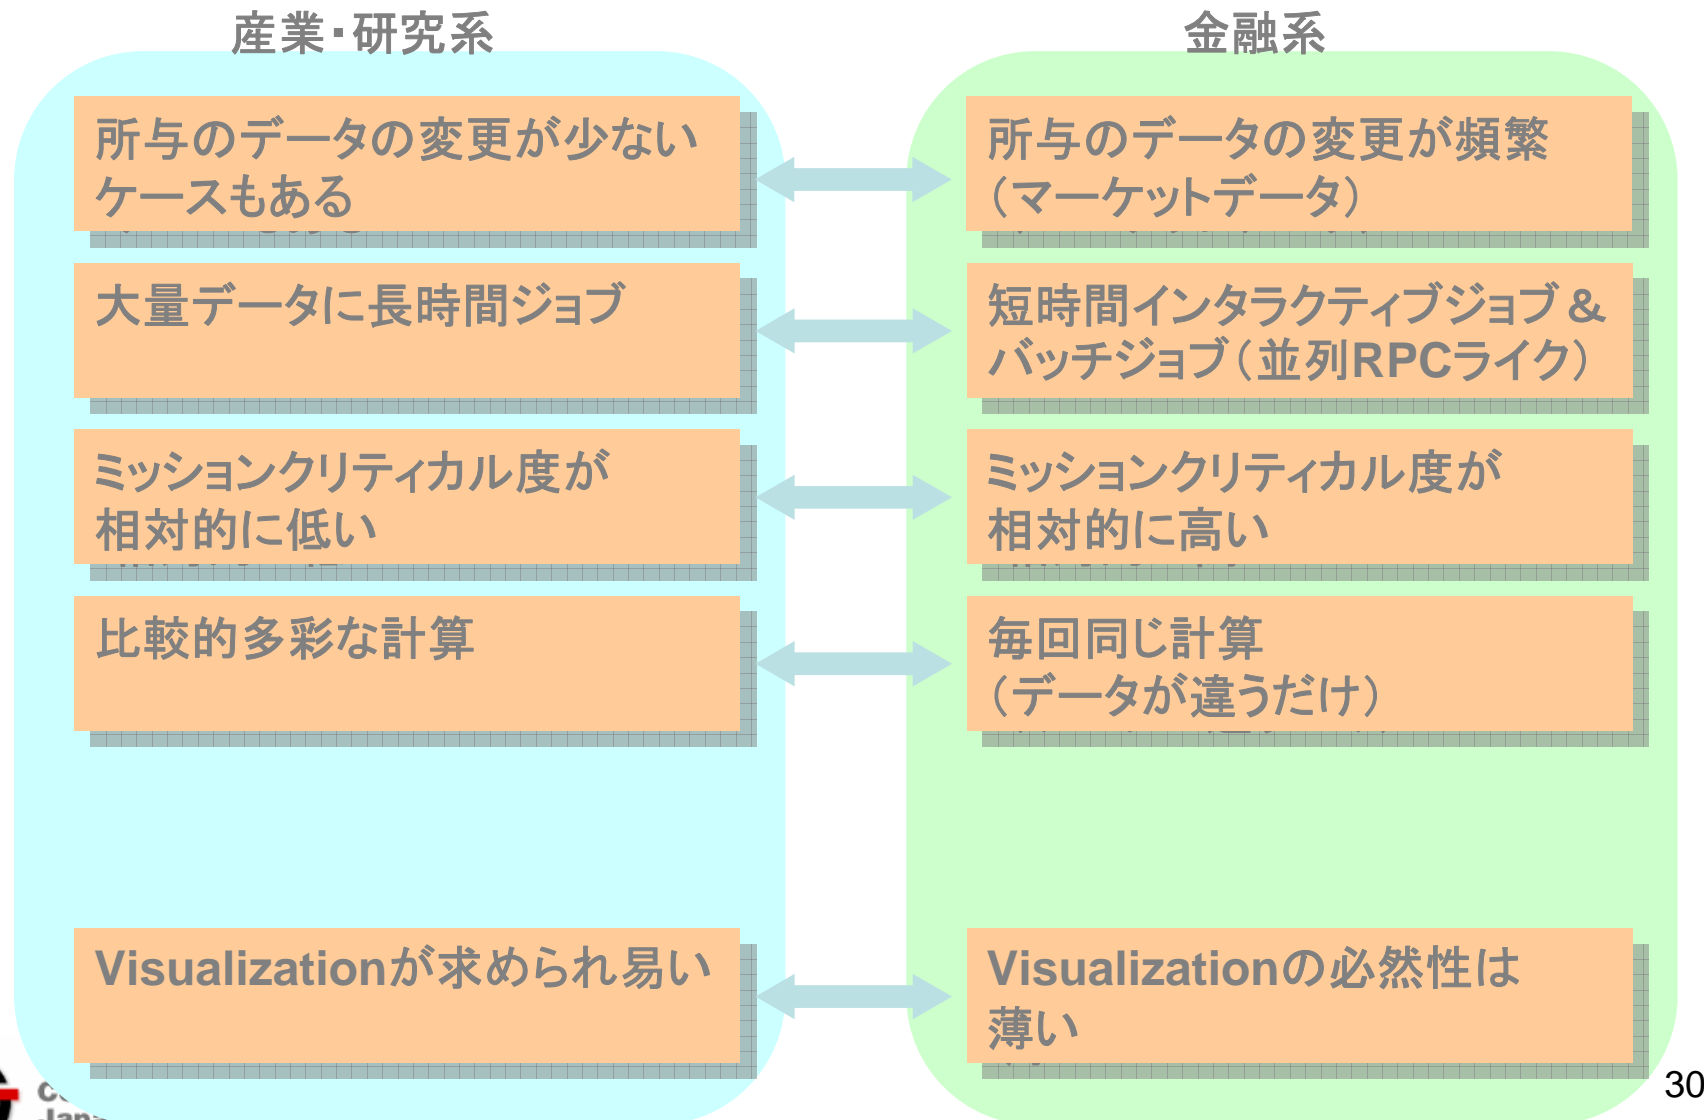 産業・研究系
金融系
所与のデータの変更が少ない
ケースもある
所与のデータの変更が頻繁
（マーケットデータ）
大量データに長時間ジョブ
短時間インタラクティブジョブ＆
バッチジョブ（並列RPCライク）
ミッションクリティカル度が
相対的に低い
ミッションクリティカル度が
相対的に高い
比較的多彩な計算
毎回同じ計算
（データが違うだけ）
Visualizationが求められ易い
Visualizationの必然性は
薄い
30